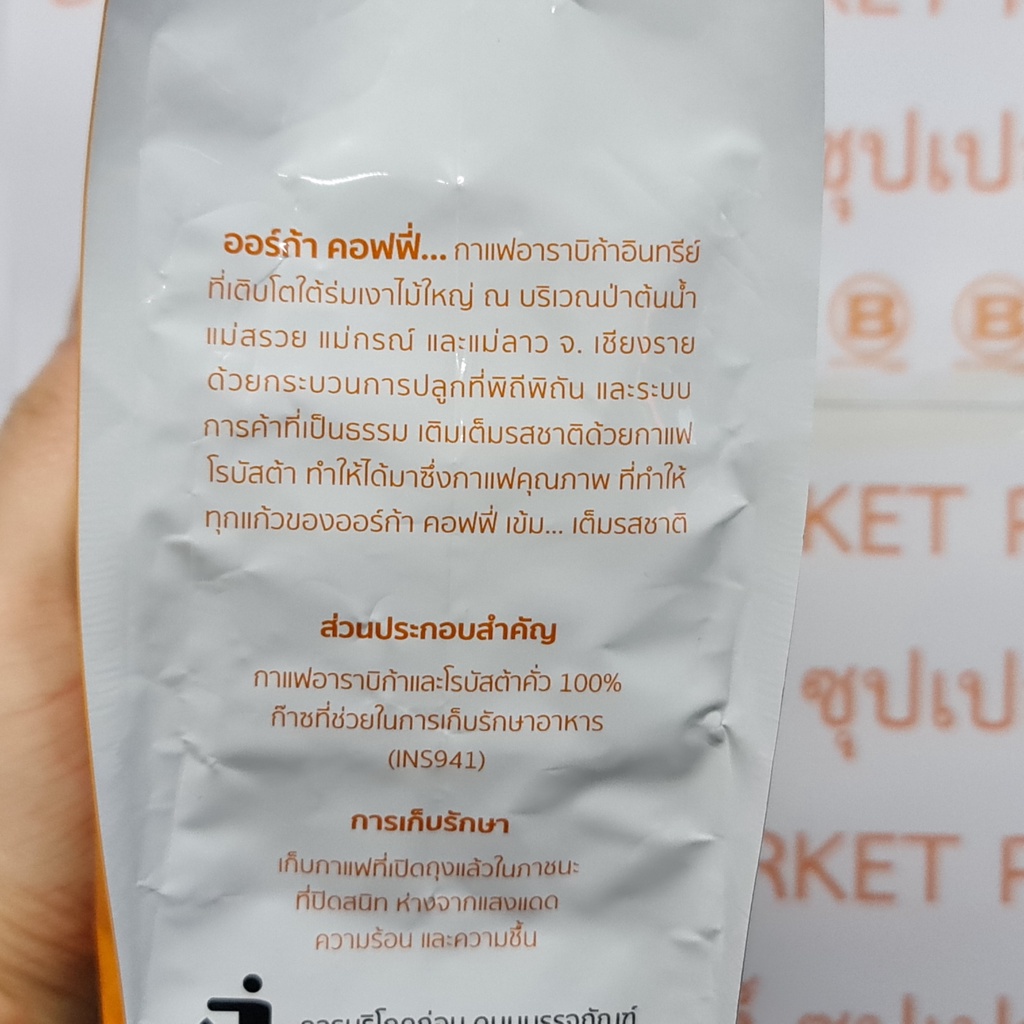 ออร์ก้า คอฟฟี่... กาแฟอาราบิก้าอินทรีย์
ที่เติบโตใต้ร่มเงาไม้ใหญ่ ณ บริเวณป่าต้นน้ำ
แม่สรวย แม่กรณ์ และแม่ลาว จ. เชียงราย
ด้วยกระบวนการปลูกที่พิถีพิถัน และระบบ
การค้าที่เป็นธรรม เติมเต็มรสชาติด้วยกาแฟ
โรบัสต้า ทำให้ได้มาซึ่งกาแฟคุณภาพ ที่ทำให้
ทุกแก้วของออร์ก้า คอฟฟี่ เข้ม... เต็มรสชาติ
ส่วนประกอบสำคัญ
กาแฟอาราบิก้าและโรบัสต้าคั่ว 100%
ก๊าซที่ช่วยในการเก็บรักษาอาหาร
(INS941)
การเก็บรักษา
เก็บกาแฟที่เปิดถุงแล้วในภาชนะ
ที่ปิดสนิท ห่างจากแสงแดด
ความร้อน และความชื้น
ซุปเป
B B
KET
ซุปเป
RKET